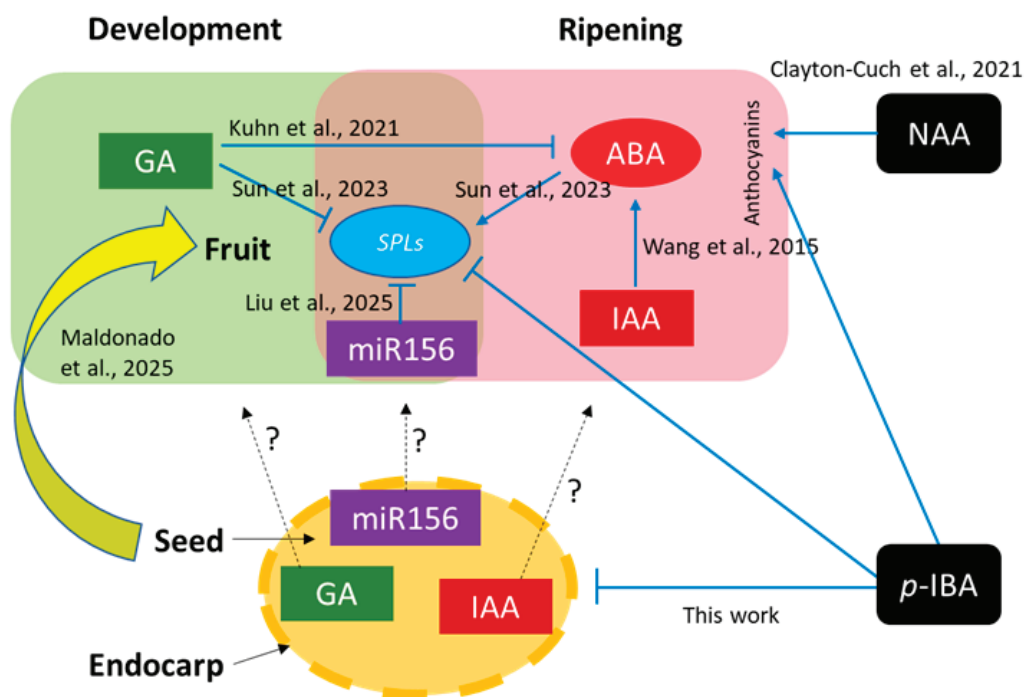 Development
Ripening
Clayton-Cuch et al., 2021
Kuhn et al., 2021
GA
ABA
Anthocyanins
NAA
Sun et al., 2023
Sun et al., 2023
Fruit
SPLs
Wang et al., 2015
Liu et al., 2025
IAA
Maldonado
et al., 2025
miR156
?
?
?
miR156
Seed
GA
IAA
p-IBA
This work
Endocarp